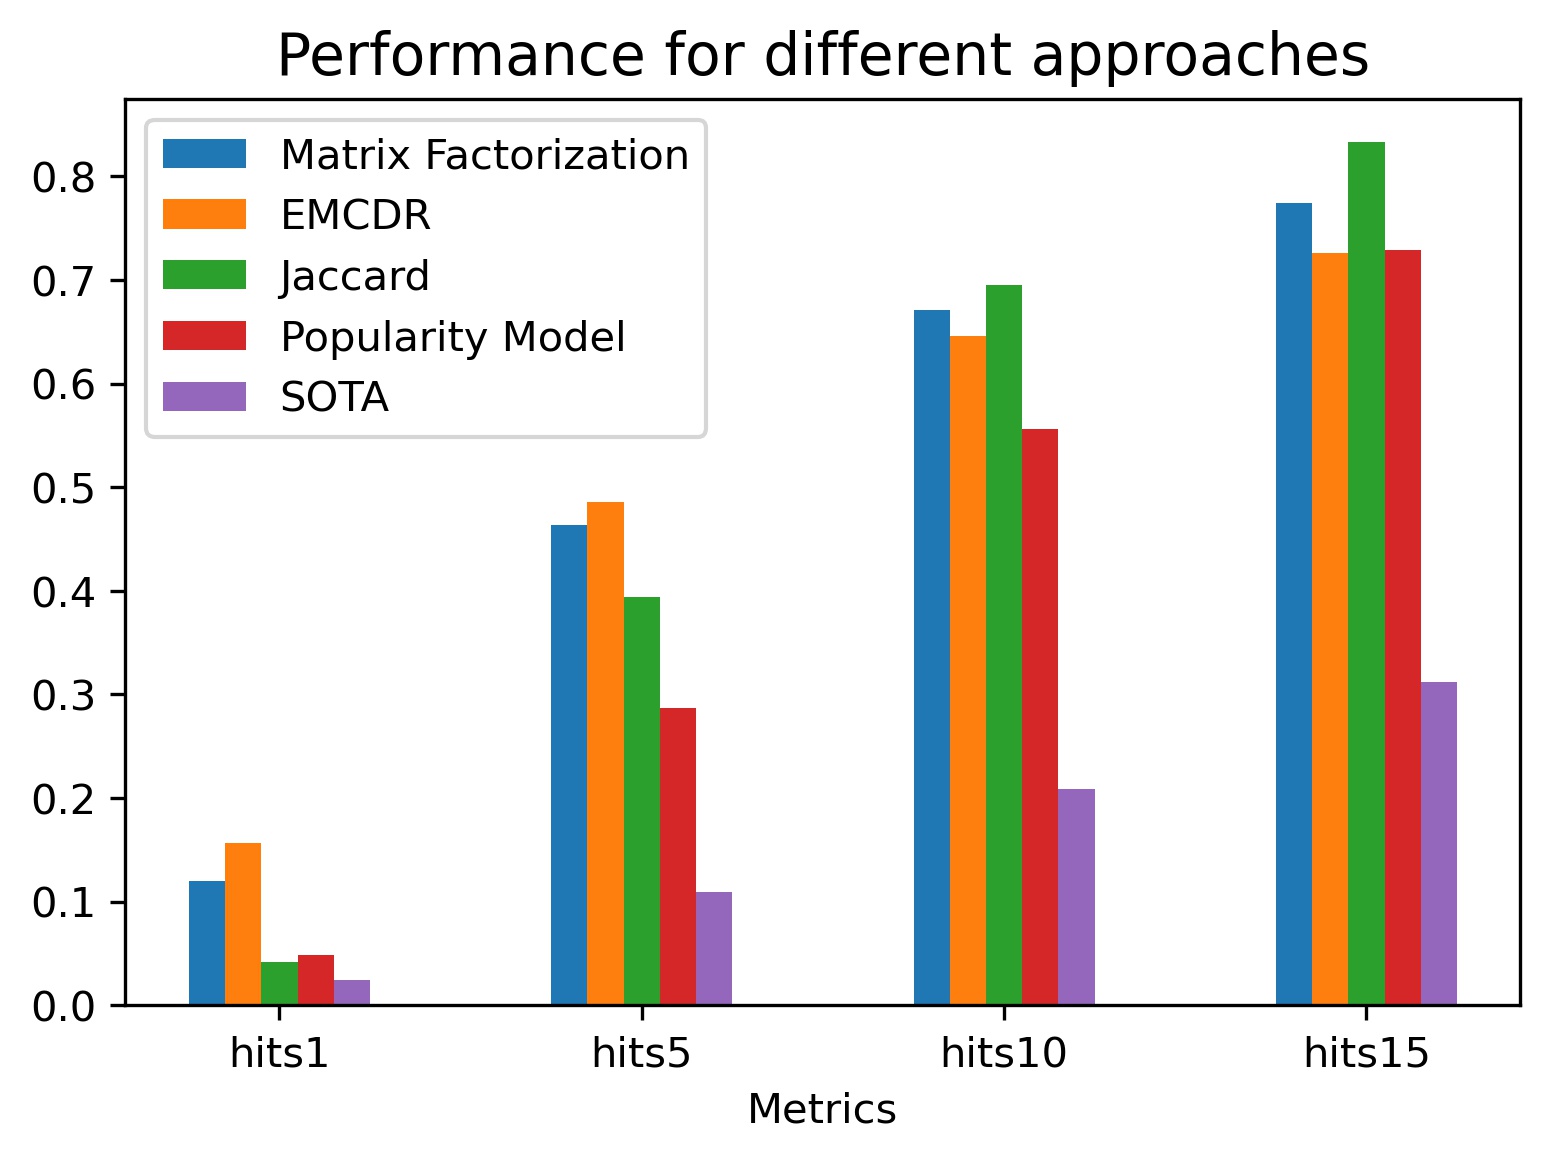 Performance for different approaches
Matrix Factorization
EMCDR
Jaccard
Popularity Model
SOTA
0.8
0.7
0.6
0.5
0.4
0.3
0.2
0.1
0.0
hits1 hits5 hits10 hits15
Metrics